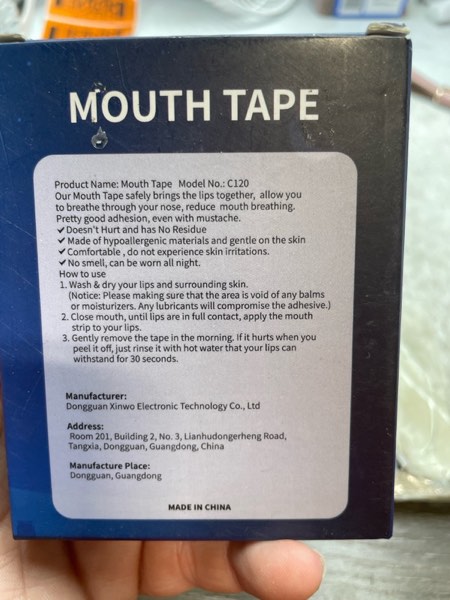 MOUTH TAPE
Product Name: Mouth Tape Model No.: C120
Our Mouth Tape safely brings the lips together, allow you
to breathe through your nose, reduce mouth breathing.
Pretty good adhesion, even with mustache.
✓Doesn't Hurt and has No Residue
✓Made of hypoallergenic materials and gentle on the skin
✓Comfortable , do not experience skin irritations.
✓No smell, can be worn all night.
How to use
1. Wash & dry your lips and surrounding skin.
(Notice: Please making sure that the area is void of any balms
or moisturizers. Any lubricants will compromise the adhesive.)
2. Close mouth, until lips are in full contact, apply the mouth
strip to your lips.
3. Gently remove the tape in the morning. If it hurts when you
peel it off, just rinse it with hot water that your lips can
withstand for 30 seconds.
Manufacturer:
Dongguan Xinwo Electronic Technology Co., Ltd
Address:
Room 201, Building 2, No. 3, Lianhudongerheng Road,
Tangxia, Dongguan, Guangdong, China
Manufacture Place:
Dongguan, Guangdong
MADE IN CHINA